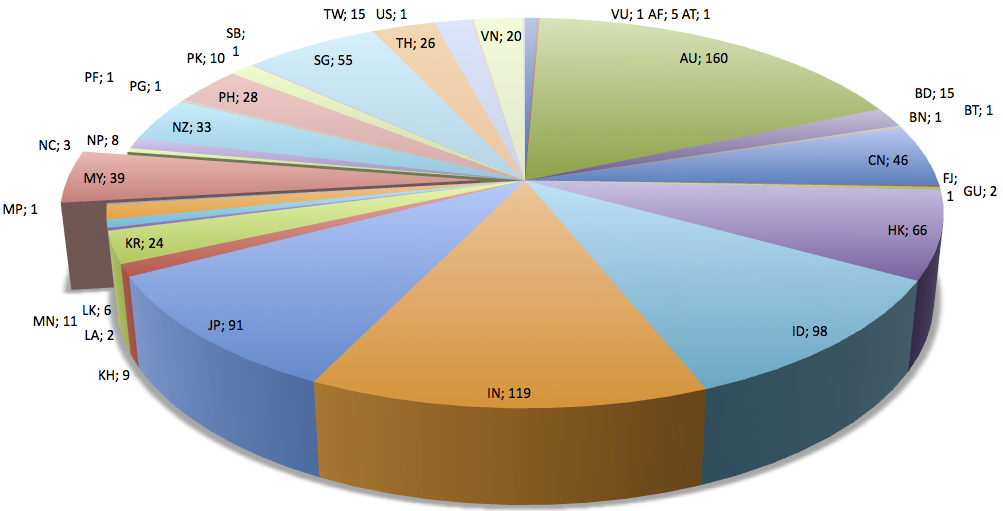 TW; 15
US; 1
VU; 1
AF; 5
AT; 1
VN; 20
SB;
1
TH; 26
PK; 10
SG; 55
AU; 160
PF; 1
PG; 1
PH; 28
BD; 15
BT; 1
BN; 1
NZ; 33
NC; 3
NP; 8
CN; 46
MY; 39
FJ;
1
GU; 2
MP; 1
HK; 66
KR; 24
LK; 6
MN; 11
LA; 2
JP; 91
ID; 98
KH; 9
IN; 119